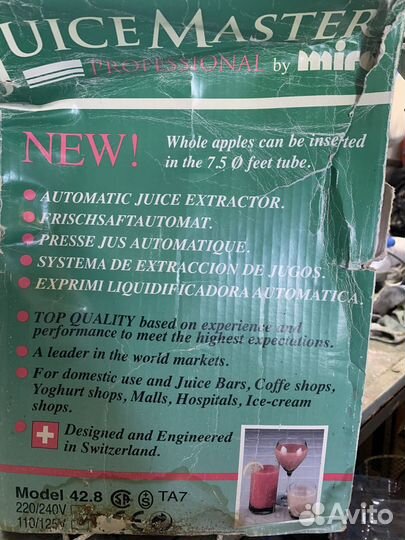 JUICE MASTER
PROFESSIONAL by miro
NEW!
Whole apples can be inserted
in the 7.5 Ø feet tube.
AUTOMATIC JUICE EXTRACTOR.
FRISCHSAFTAUTOMAT.
PRESSE JUS AUTOMATIQUE.
SYSTEMA DE EXTRACCION DE JUGOS.
EXPRIMI LIQUIDIFICADORA AUTOMATICA.
TOP QUALITY based on experience and
performance to meet the highest expectations.
A leader in the world markets.
For domestic use and Juice Bars, Coffe shops,
Yoghurt shops, Malls, Hospitals, Ice-cream
shops.
Designed and Engineered
in Switzerland.
Model 42.8 SA S TA7
220/240V
110/125V
Avito